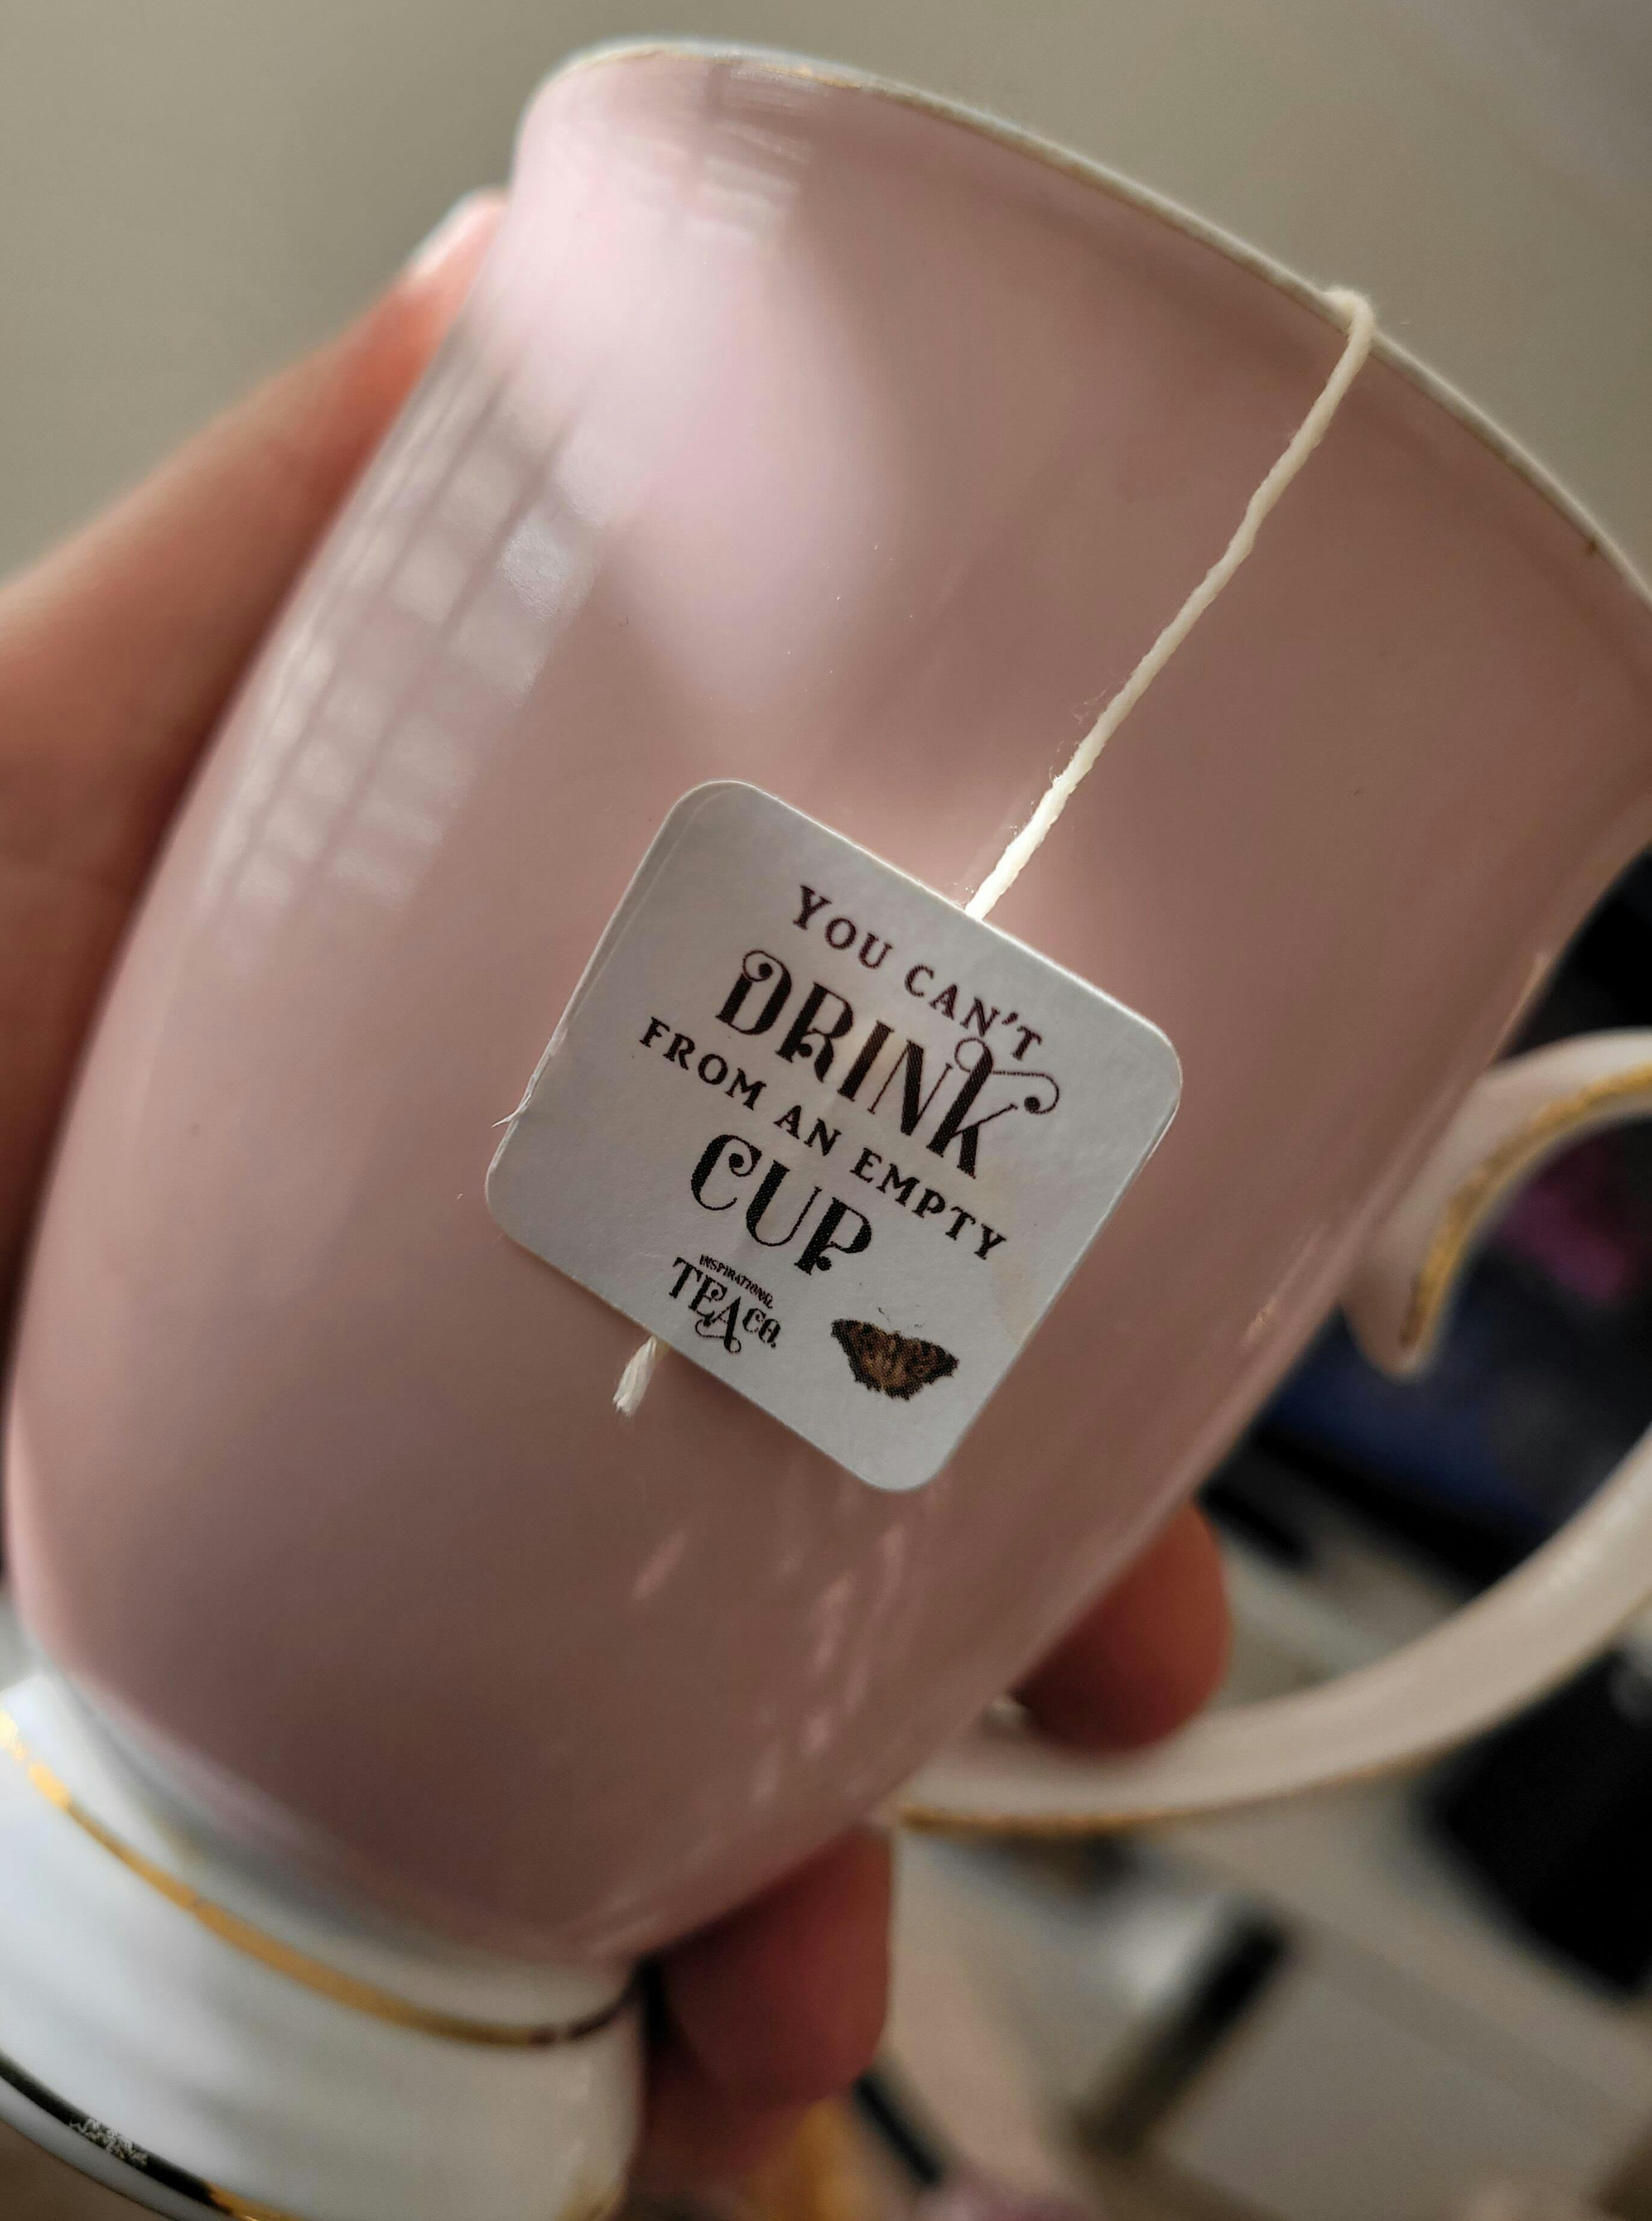 YOU CAN'T
DRINK
FROM AN EMPTY
CUP
INSPIRATIONAL
TEA CO.